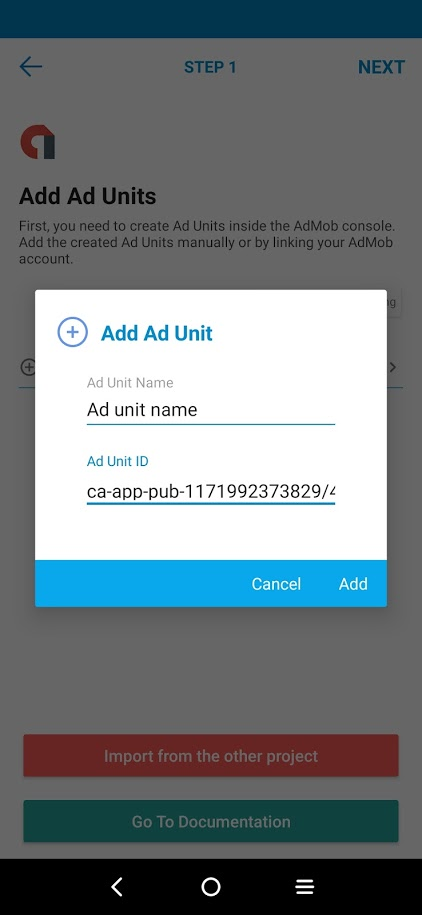 STEP 1
NEXT
Add Ad Units
First, you need to create Ad Units inside the AdMob console.
Add the created Ad Units manually or by linking your AdMob
account.
Add Ad Unit
Ad Unit Name
Ad unit name
Ad Unit ID
ca-app-pub-1171992373829/4
Cancel
Add
Import from the other project
Go To Documentation